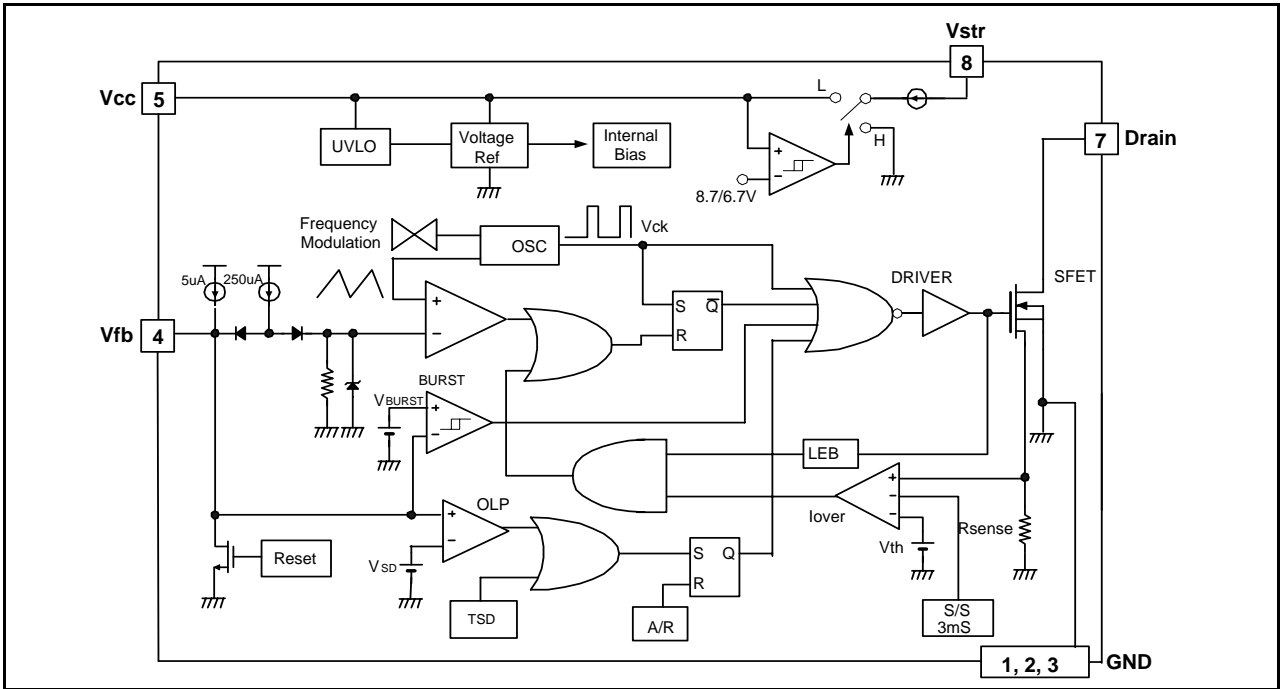 Vstr
8
Vcc
5
L
H
7
Drain
UVLO
Voltage
Ref
Internal
Bias
+
−
8.7/6.7V
Frequency
Modulation
OSC
Vck
5uA
250uA
DRIVER
SFET
Vfb
4
+
−
S
Q
R
BURST
VBURST
+
−
LEB
OLP
+
−
VSD
Iover
+
−
−
Vth
Rsense
Reset
S
Q
R
TSD
A/R
S/S
3mS
1, 2, 3
GND